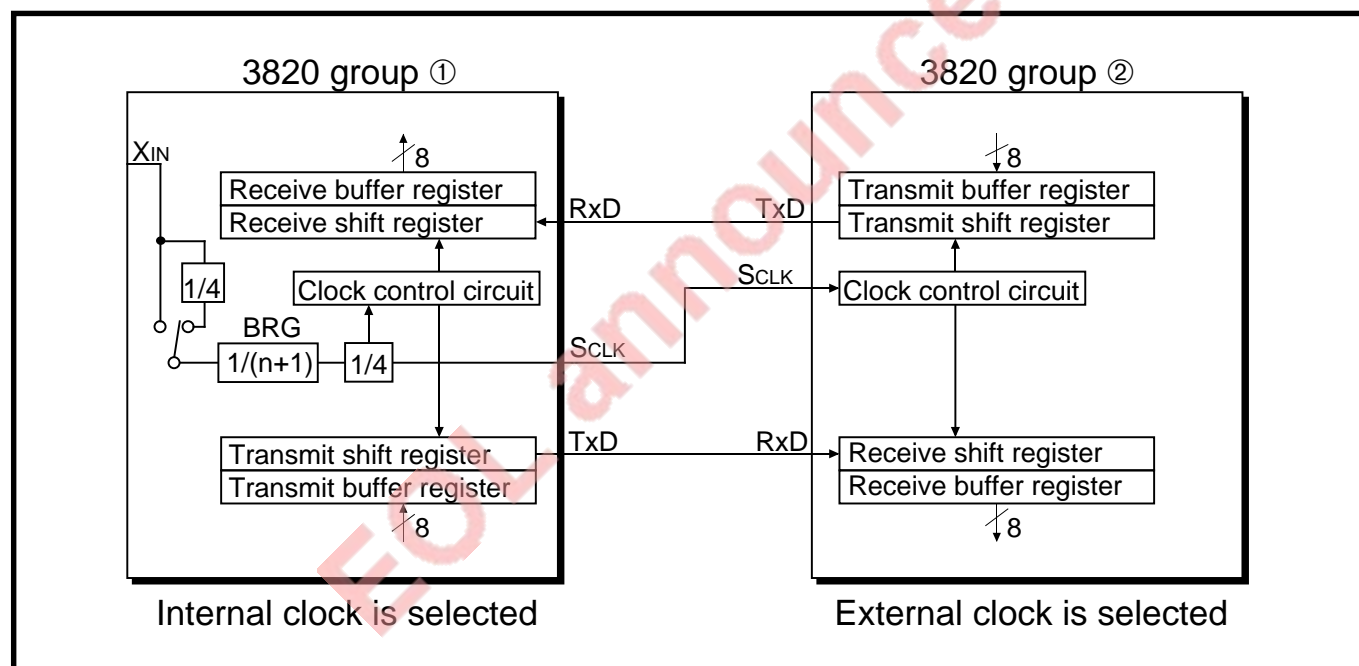 3820 group ①
3820 group ②
XIN
8
8
Receive buffer register
Receive shift register
RxD
TxD
Transmit buffer register
Transmit shift register
1/4
Clock control circuit
SCLK
Clock control circuit
BRG
1/(n+1)
1/4
SCLK
Transmit shift register
Transmit buffer register
TxD
RxD
Receive shift register
Receive buffer register
8
8
Internal clock is selected
External clock is selected
EOL announce